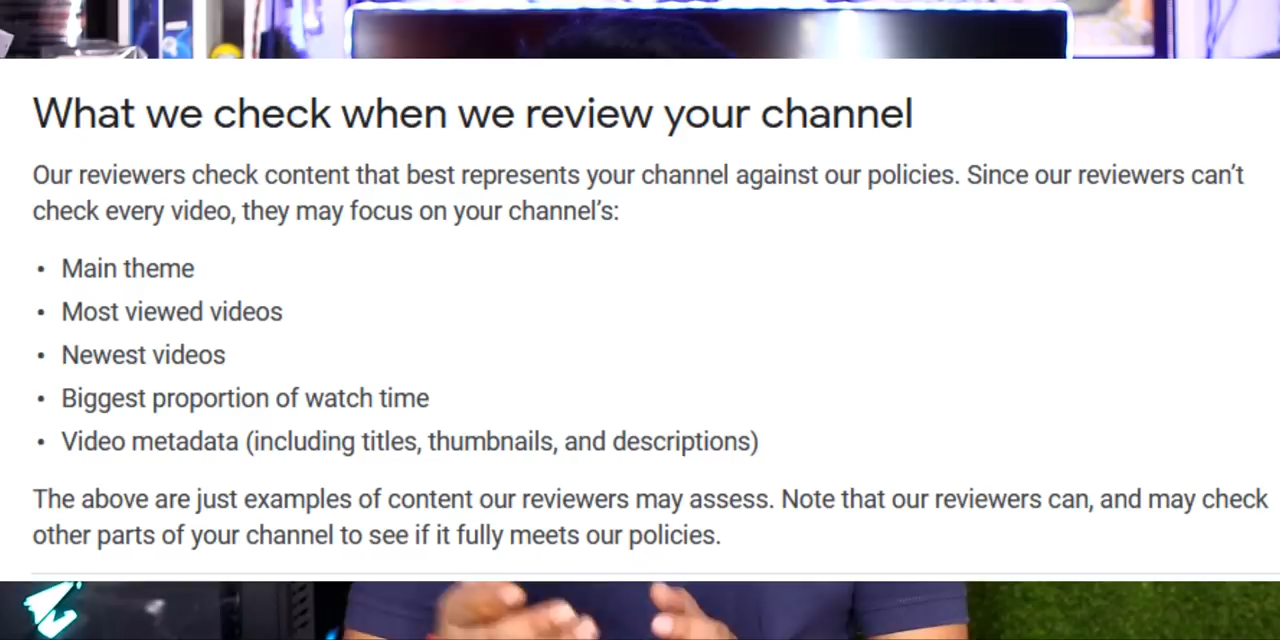 What we check when we review your channel
Our reviewers check content that best represents your channel against our policies. Since our reviewers can’t
check every video, they may focus on your channel’s:
• Main theme
• Most viewed videos
• Newest videos
• Biggest proportion of watch time
• Video metadata (including titles, thumbnails, and descriptions)
The above are just examples of content our reviewers may assess. Note that our reviewers can, and may check
other parts of your channel to see if it fully meets our policies.